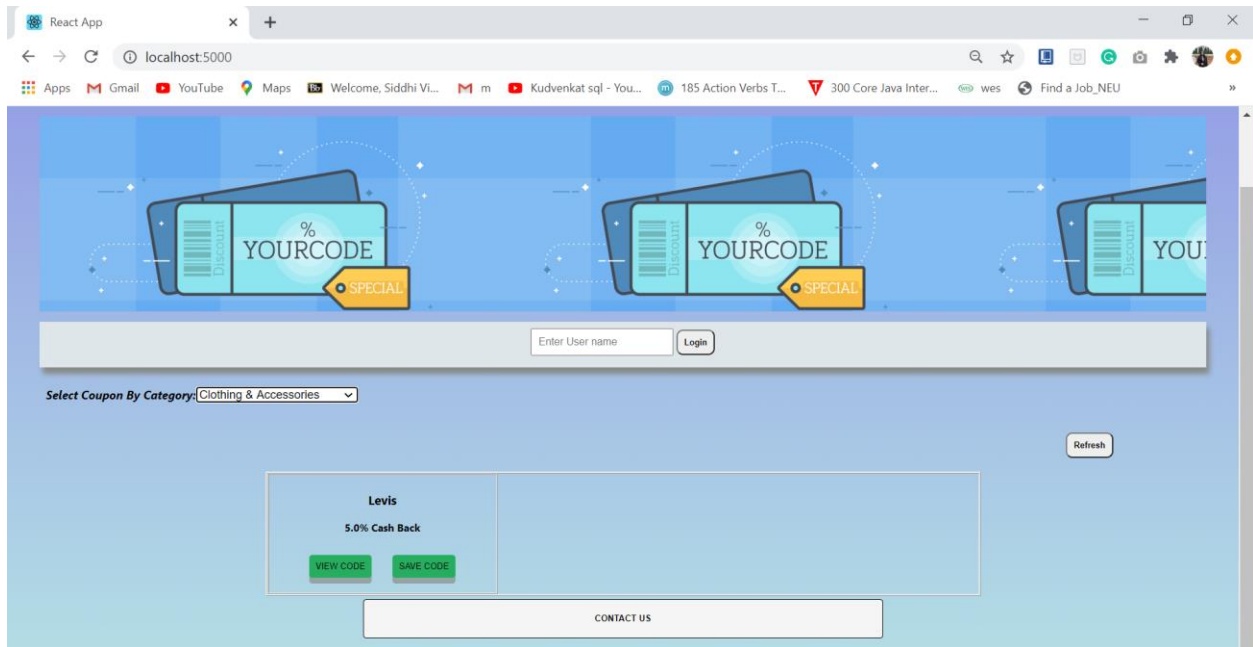 React App
localhost:5000
Apps Gmail YouTube Maps Welcome, Siddhi Vi... m Kudvenkat sql - You... 185 Action Verbs T... 300 Core Java Inter... wes Find a Job_NEU »
Discount % YOURCODE SPECIAL
Discount % YOURCODE SPECIAL
Discount YOU
Enter User name Login
Select Coupon By Category: Clothing & Accessories
Refresh
Levis
5.0% Cash Back
VIEW CODE SAVE CODE
CONTACT US